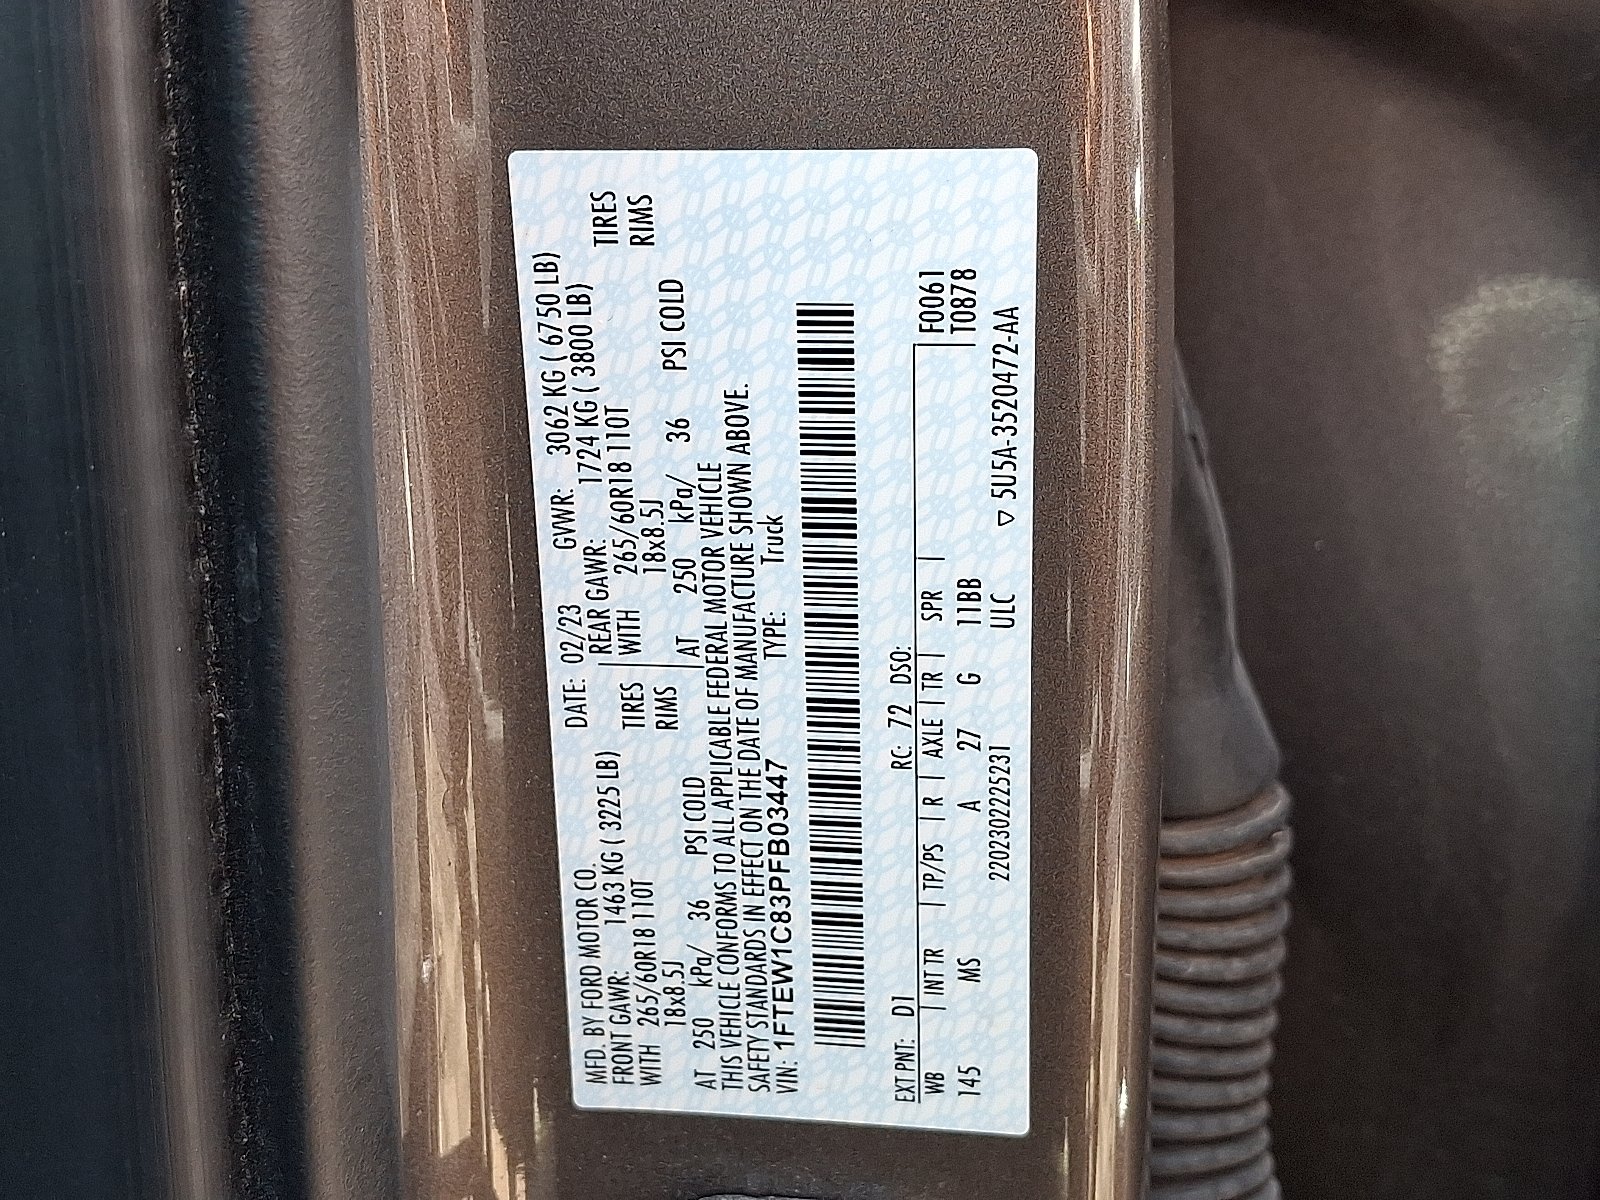 MFD. BY FORD MOTOR CO. DATE: 02/23 GVWR: 3062 KG ( 6750 LB)
FRONT GAWR: 1463 KG ( 3225 LB) REAR GAWR: 1724 KG ( 3800 LB)
WITH 265/60R18 110T TIRES WITH 265/60R18 110T TIRES
18x8.5J RIMS 18x8.5J RIMS
AT 250 kPa/ 36 PSI COLD AT 250 kPa/ 36 PSI COLD
THIS VEHICLE CONFORMS TO ALL APPLICABLE FEDERAL MOTOR VEHICLE
SAFETY STANDARDS IN EFFECT ON THE DATE OF MANUFACTURE SHOWN ABOVE.
VIN: 1FTEW1C83PFB03447 TYPE: Truck
EXT PNT: D1 RC: 72 DSO: F0061
WB | INT TR | TP/PS | R | AXLE | TR | SPR | T0878
145 MS A 27 G 11BB
2202302225231 ULC ▽ 5U5A-3520472-AA